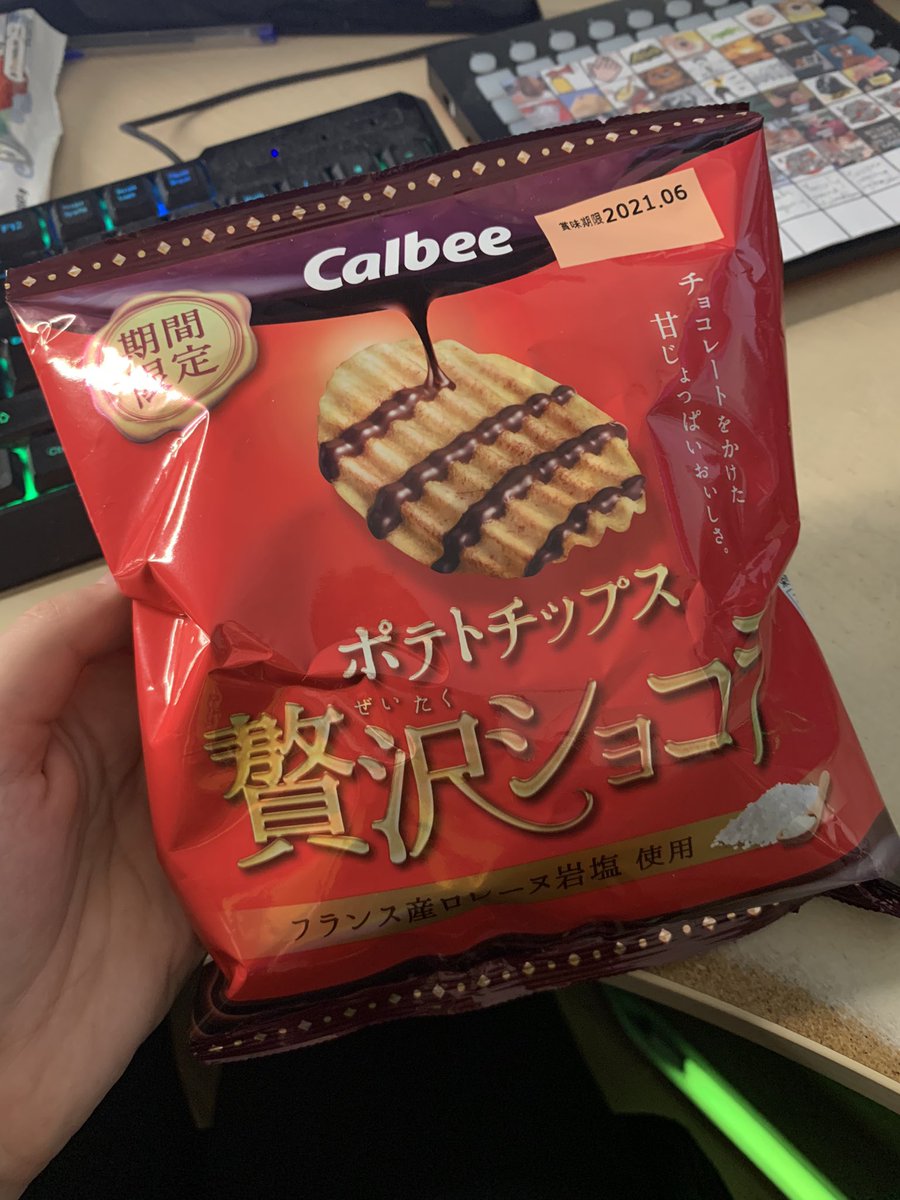 Calbee
賞味期限2021.06
期間
限定
チョコレートをかけた
甘じょっぱいおいしさ。
ポテトチップス
ぜいたく
贅沢ショコラ
フランス産ロレーヌ岩塩 使用